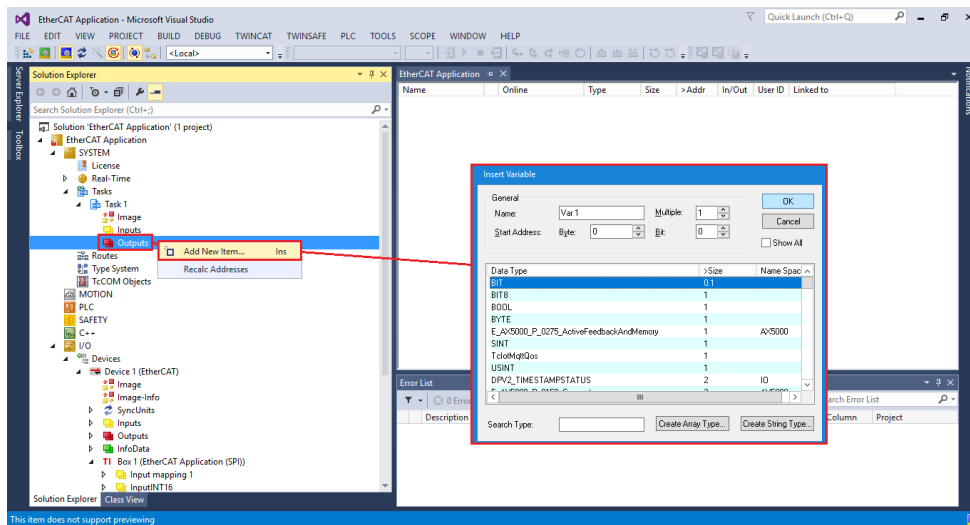 EtherCAT Application - Microsoft Visual Studio
Quick Launch (Ctrl+Q)
FILE EDIT VIEW PROJECT BUILD DEBUG TWINCAT TWINSAFE PLC TOOLS SCOPE WINDOW HELP
<Local>
Server Explorer
Toolbox
Notifications
Solution Explorer
Search Solution Explorer (Ctrl+;)
Solution 'EtherCAT Application' (1 project)
EtherCAT Application
SYSTEM
License
Real-Time
Tasks
Task 1
Image
Inputs
Outputs
Routes
Type System
TcCOM Objects
MOTION
PLC
SAFETY
C++
I/O
Devices
Device 1 (EtherCAT)
Image
Image-Info
SyncUnits
Inputs
Outputs
InfoData
Box 1 (EtherCAT Application (SPI))
Input mapping 1
InputINT16
Solution Explorer Class View
This item does not support previewing
Add New Item... Ins
Recalc Addresses
EtherCAT Application
Name Online Type Size >Addr In/Out User ID Linked to
Insert Variable
General
Name: Var 1 Multiple: 1
Start Address: Byte: 0 Bit: 0
OK
Cancel
Show All
Data Type >Size Name Spac
BIT 0.1
BIT8 1
BOOL 1
BYTE 1
E_AX5000_P_0275_ActiveFeedbackAndMemory 1 AX5000
SINT 1
TcIotMqttQos 1
USINT 1
DPV2_TIMESTAMPSTATUS 2 IO
Search Type: Create Array Type... Create String Type...
Error List
0 Erro
arch Error List
Description
Column Project